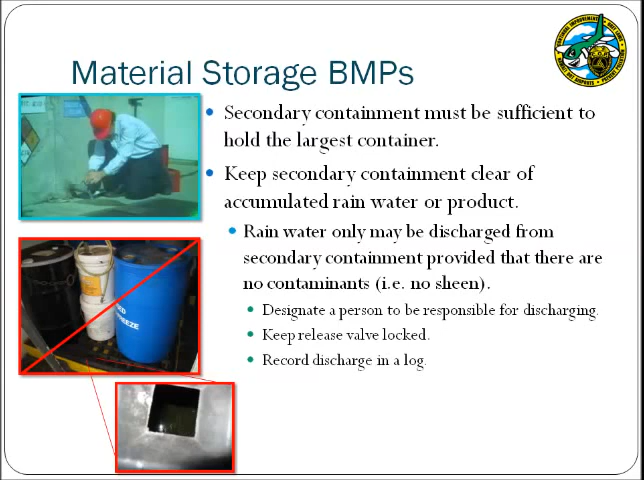 Material Storage BMPs
Secondary containment must be sufficient to
hold the largest container.
Keep secondary containment clear of
accumulated rain water or product.
Rain water only may be discharged from
secondary containment provided that there are
no contaminants (i.e. no sheen).
Designate a person to be responsible for discharging.
Keep release valve locked.
Record discharge in a log.